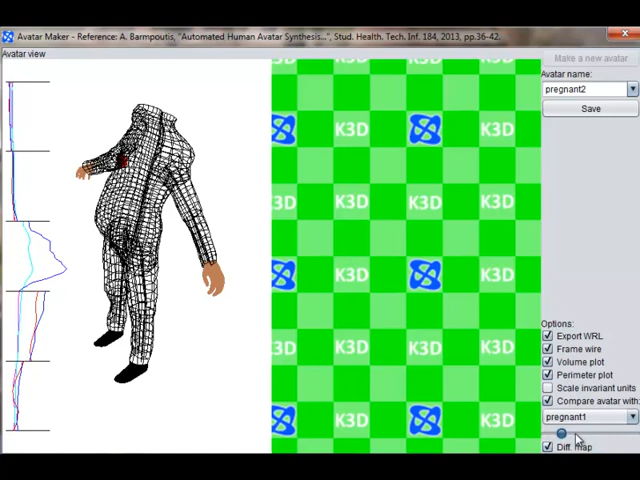 Avatar Maker - Reference: A. Barmpoutis, "Automated Human Avatar Synthesis...", Stud. Health. Tech. Inf. 184, 2013, pp.36-42.
Avatar view
Make a new avatar
Avatar name:
pregnant2
Save
K3D K3D
K3D K3D K3D
K3D K3D
K3D K3D K3D
K3D K3D
Options:
Export WRL
Frame wire
Volume plot
Perimeter plot
Scale invariant units
Compare avatar with:
pregnant1
Diff. map